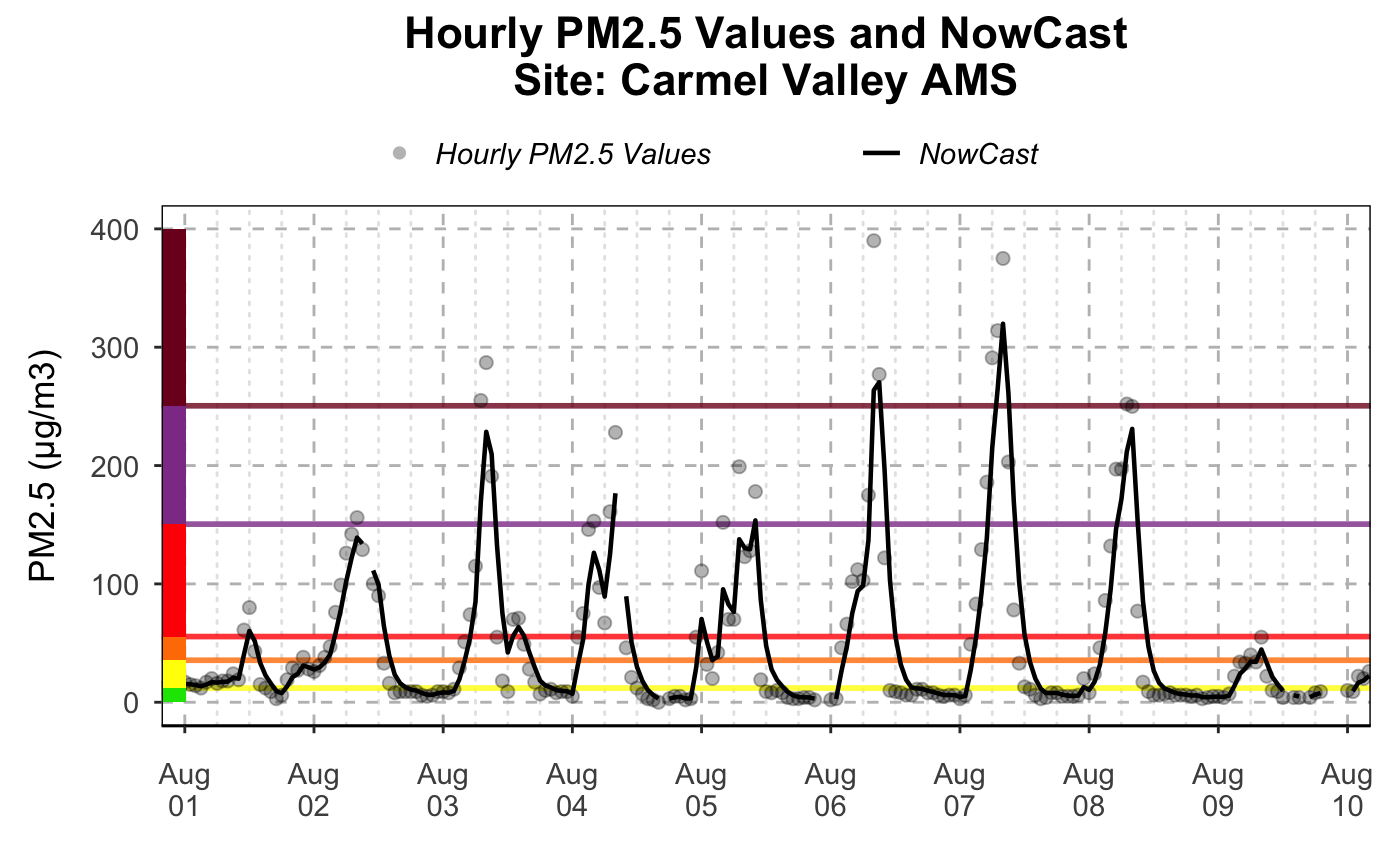 Hourly PM2.5 Values and NowCast
Site: Carmel Valley AMS
Hourly PM2.5 Values NowCast
PM2.5 (µg/m3)
400
300
200
100
0
Aug Aug Aug Aug Aug Aug Aug Aug Aug Aug
01 02 03 04 05 06 07 08 09 10